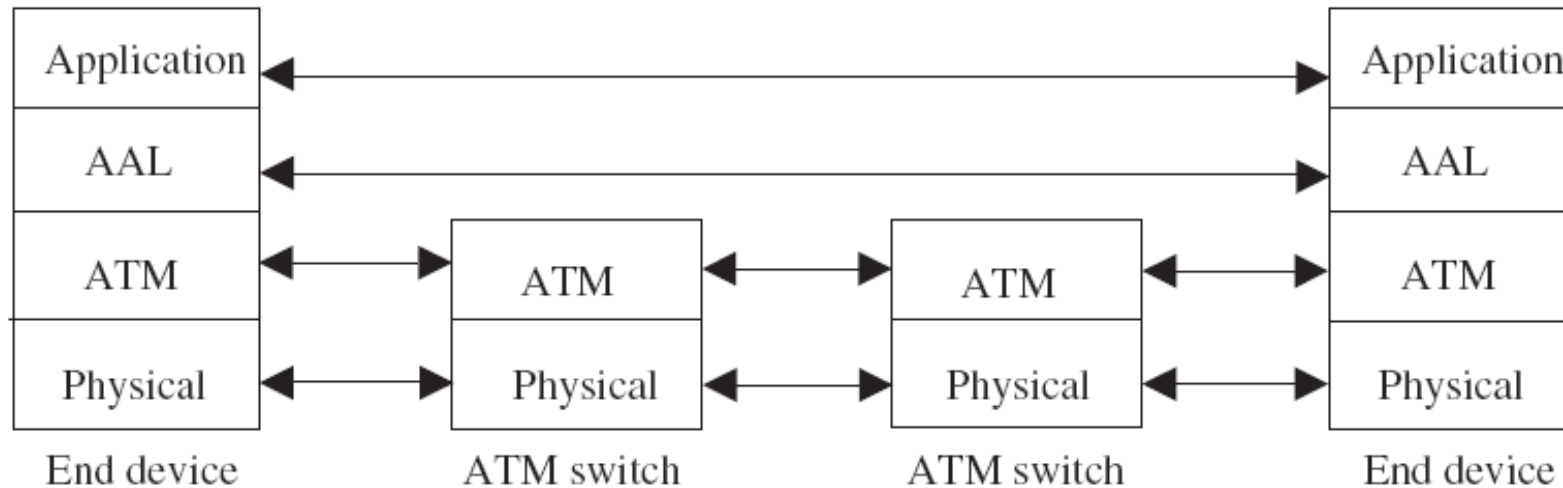 Application Application
AAL AAL
ATM ATM ATM ATM
Physical Physical Physical Physical
End device ATM switch ATM switch End device